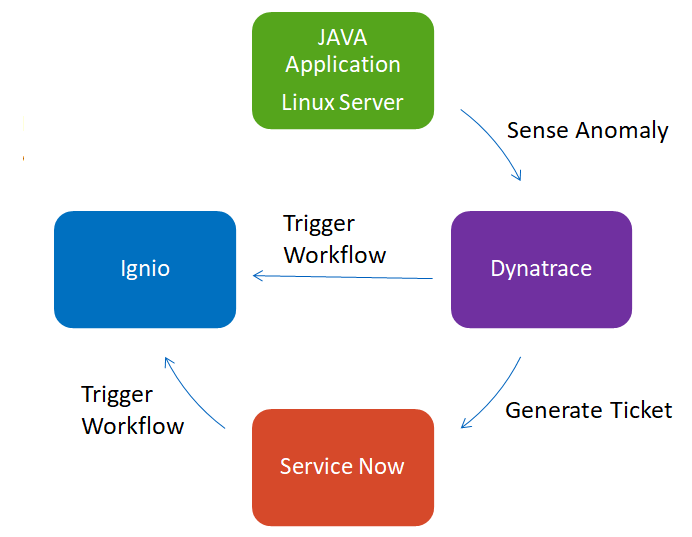 JAVA
Application
Linux Server
Sense Anomaly
Trigger
Workflow
Ignio
Dynatrace
Trigger
Workflow
Generate Ticket
Service Now